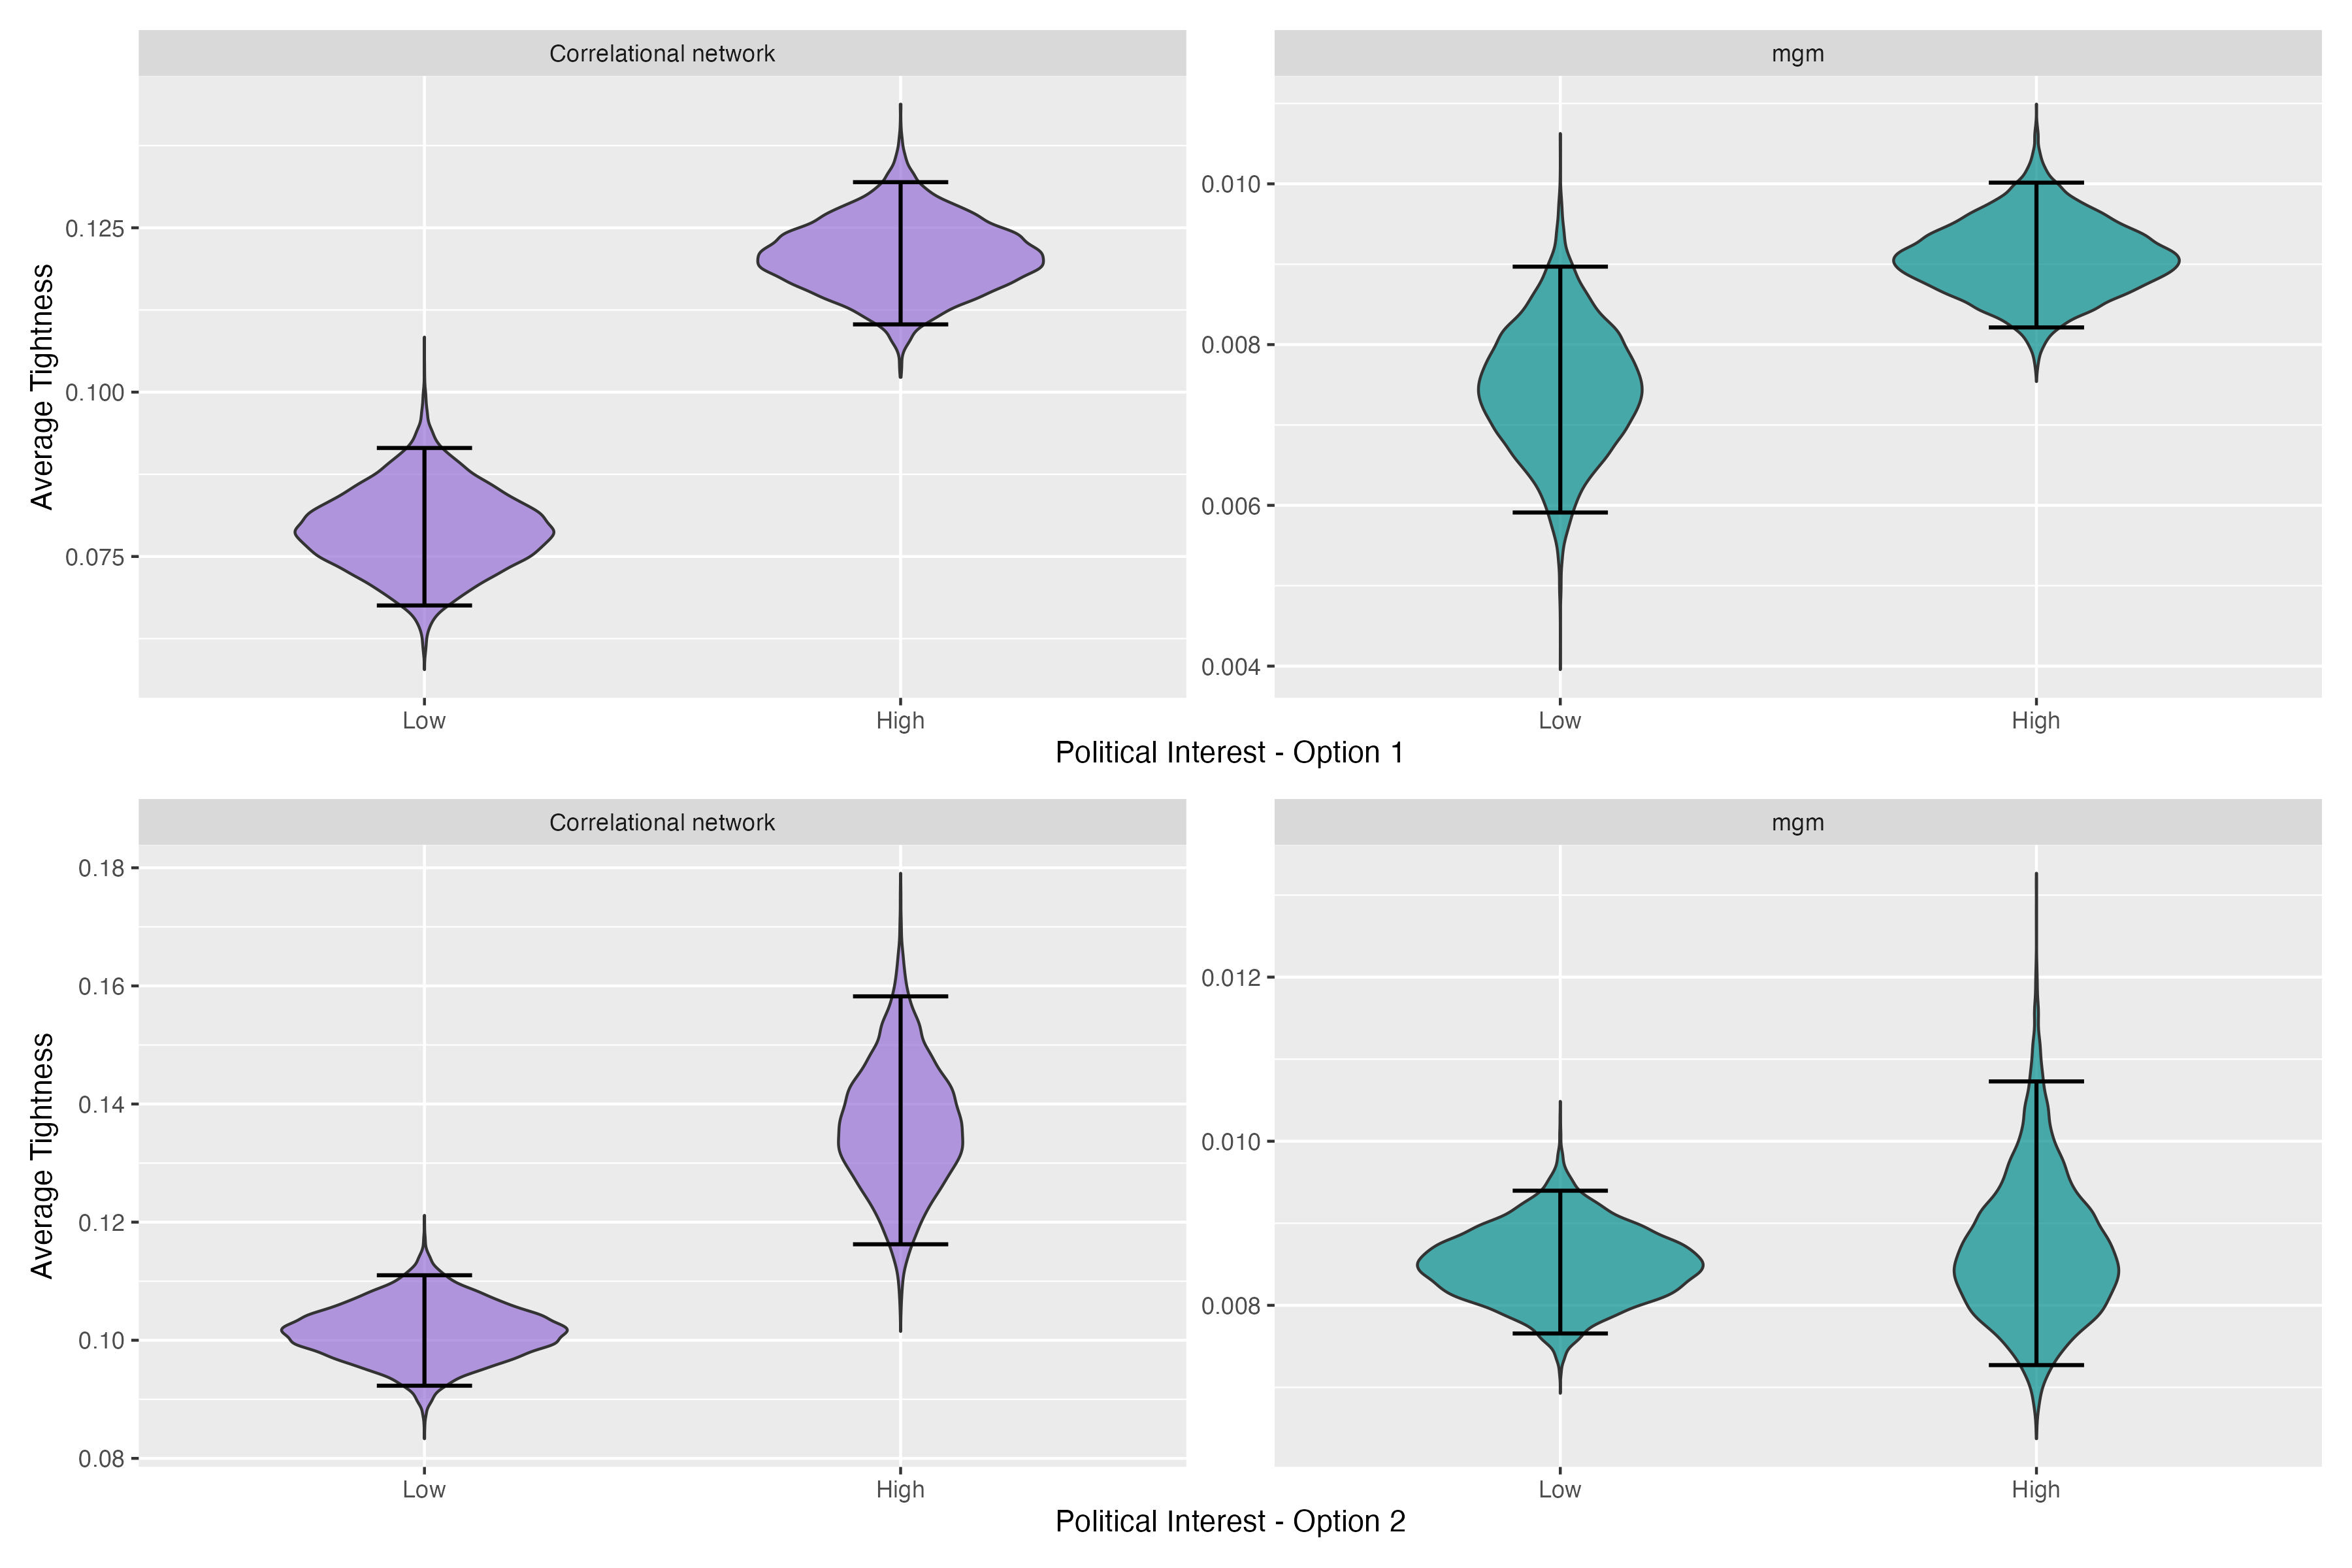 Correlational network
mgm
Average Tightness
0.125
0.100
0.075
0.010
0.008
0.006
0.004
Low
High
Low
High
Political Interest - Option 1
Correlational network
mgm
Average Tightness
0.18
0.16
0.14
0.12
0.10
0.08
0.012
0.010
0.008
Low
High
Low
High
Political Interest - Option 2